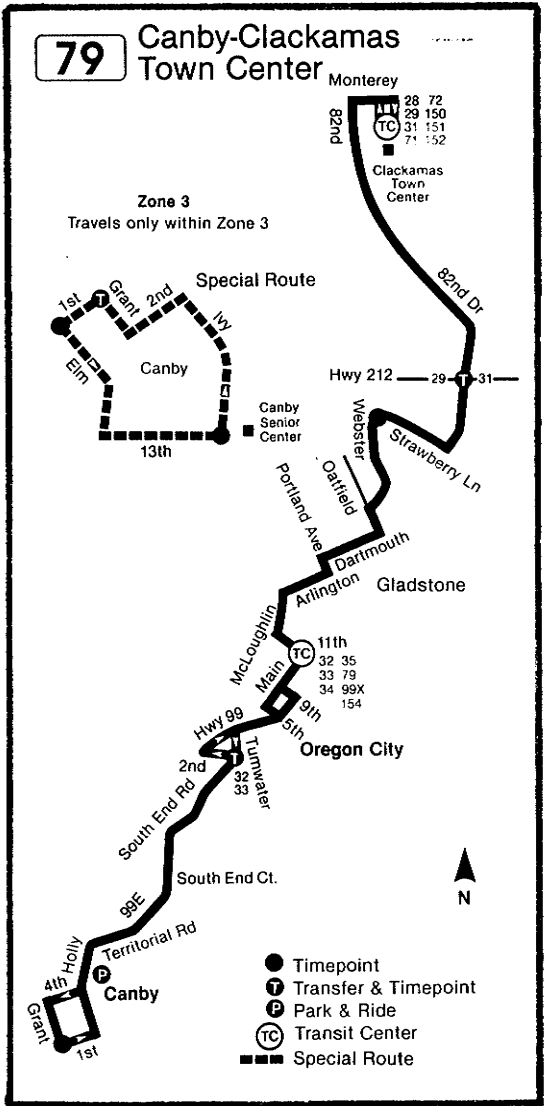 79
Canby-Clackamas
Town Center
Monterey
28 72
29 150
31 151
71 152
TC
82nd
Clackamas
Town
Center
Zone 3
Travels only within Zone 3
Special Route
1st
T
Grant
2nd
Ivy
Elm
Canby
13th
Canby
Senior
Center
82nd Dr
Hwy 212
29
T
31
Webster
Strawberry Ln
Oatfield
Portland Ave
Dartmouth
Arlington
Gladstone
McLoughlin
11th
TC
32 35
33 79
34 99X
154
Main
9th
5th
Hwy 99
Oregon City
Tumwater
2nd
T
32
33
South End Rd
South End Ct.
99E
Territorial Rd
Holly
P
Canby
4th
Grant
1st
N
Timepoint
T Transfer & Timepoint
P Park & Ride
TC Transit Center
Special Route